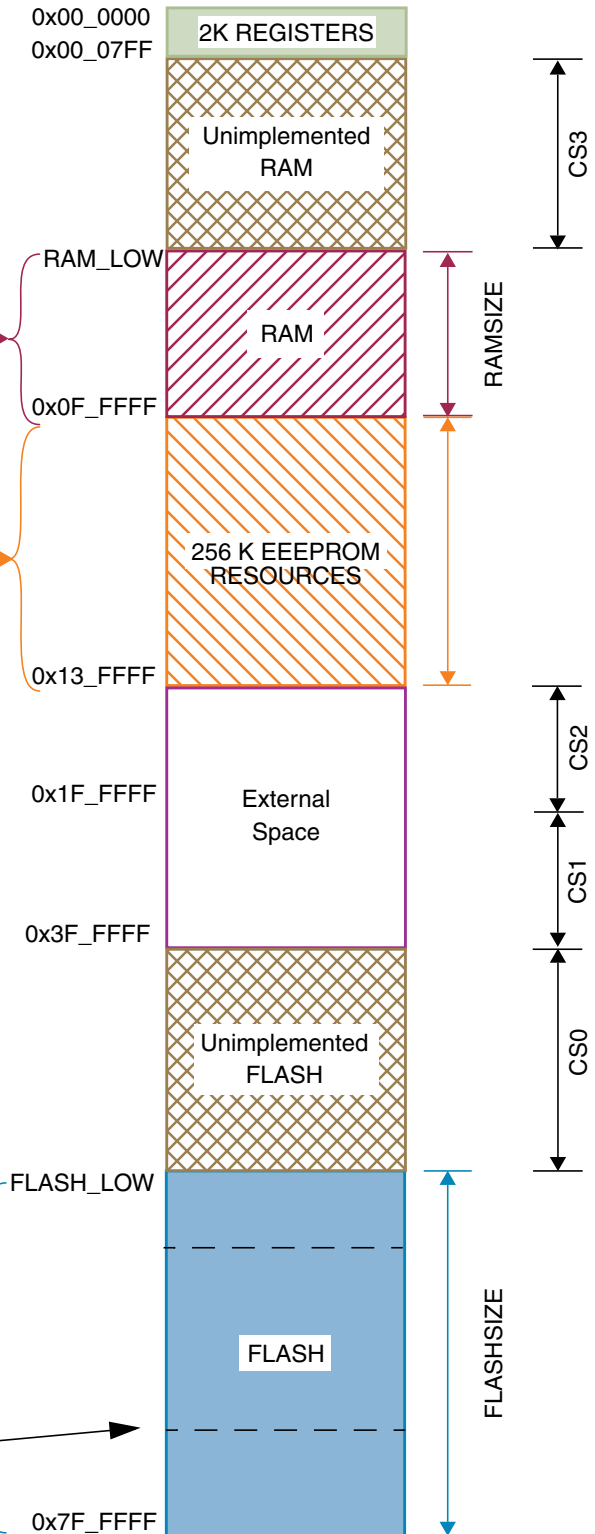 0x00_0000
2K REGISTERS
0x00_07FF
Unimplemented
RAM
CS3
RAM_LOW
RAM
RAMSIZE
0x0F_FFFF
256 K EEEPROM
RESOURCES
0x13_FFFF
CS2
0x1F_FFFF
External
Space
CS1
0x3F_FFFF
Unimplemented
FLASH
CS0
FLASH_LOW
FLASH
FLASHSIZE
0x7F_FFFF